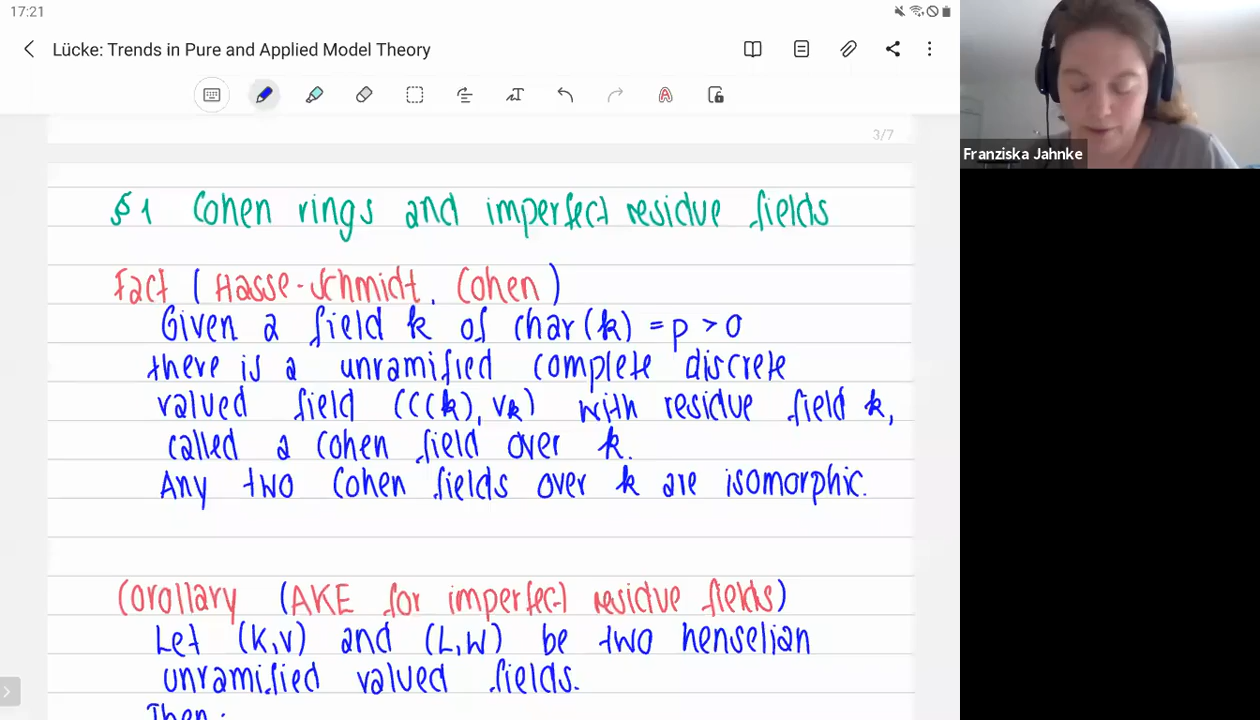 17:21
Lücke: Trends in Pure and Applied Model Theory
3/7
§1 Cohen rings and imperfect residue fields
Fact (Hasse-Schmidt, Cohen)
Given a field k of char(k) = p > 0
there is a unramified complete discrete
valued field (C(k), vk) with residue field k,
called a Cohen field over k.
Any two Cohen fields over k are isomorphic.
Corollary (AKE for imperfect residue fields)
Let (K,v) and (L,w) be two henselian
unramified valued fields.
Then:
Franziska Jahnke